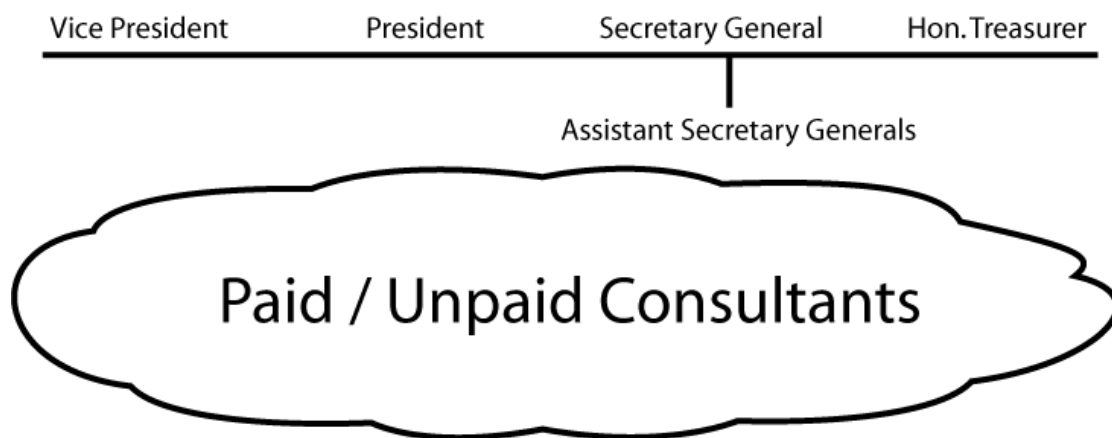 Vice President President Secretary General Hon. Treasurer
Assistant Secretary Generals
Paid / Unpaid Consultants